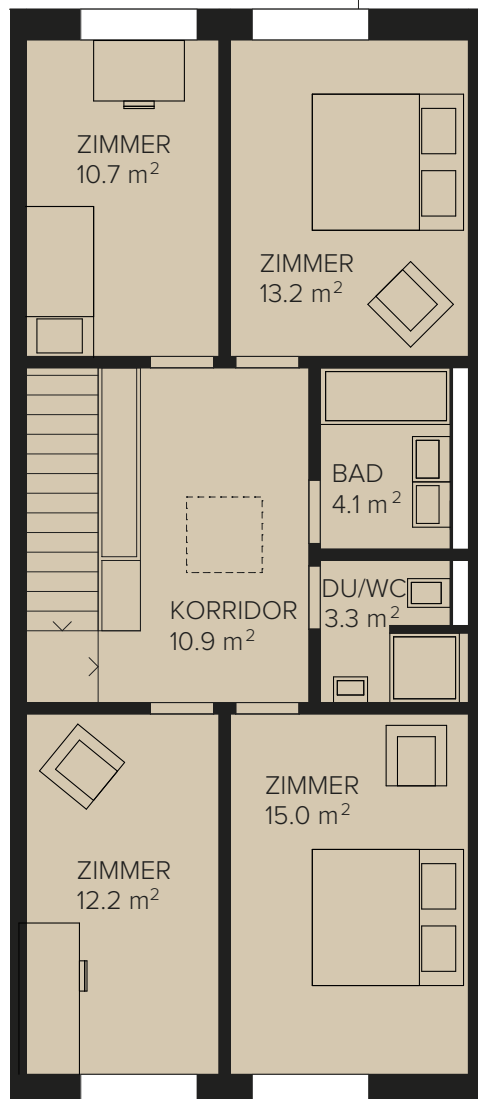 ZIMMER
10.7 m²
ZIMMER
13.2 m²
BAD
4.1 m²
DU/WC
3.3 m²
KORRIDOR
10.9 m²
ZIMMER
15.0 m²
ZIMMER
12.2 m²